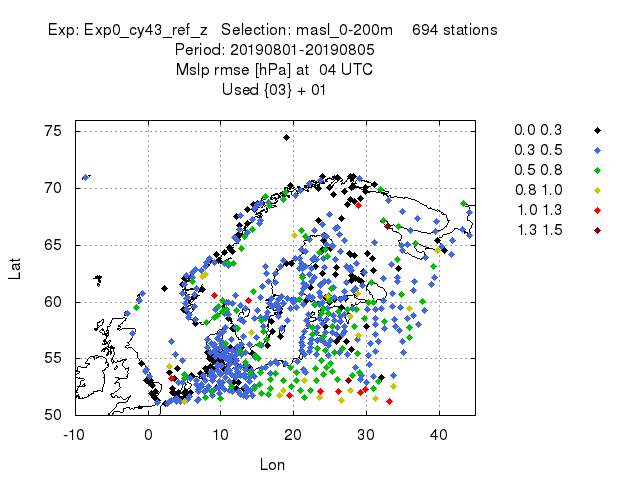 Exp: Exp0_cy43_ref_z   Selection: masl_0-200m    694 stations
Period: 20190801-20190805
Mslp rmse [hPa] at  04 UTC
Used {03} + 01
75
70
65
60
55
50
Lat
-10 0 10 20 30 40
Lon
0.0 0.3
0.3 0.5
0.5 0.8
0.8 1.0
1.0 1.3
1.3 1.5